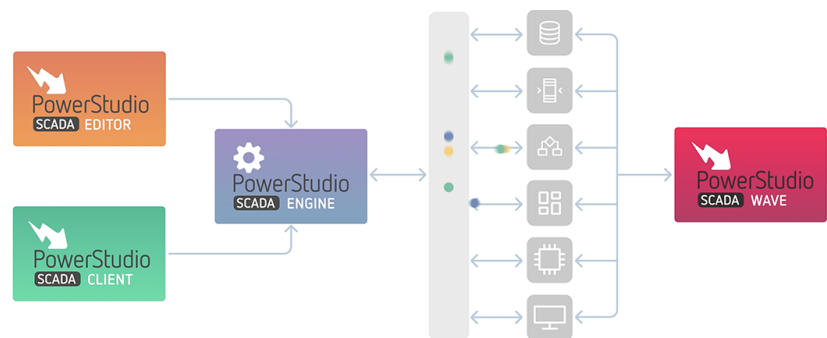 PowerStudio
SCADA EDITOR
PowerStudio
SCADA ENGINE
PowerStudio
SCADA CLIENT
PowerStudio
SCADA WAVE